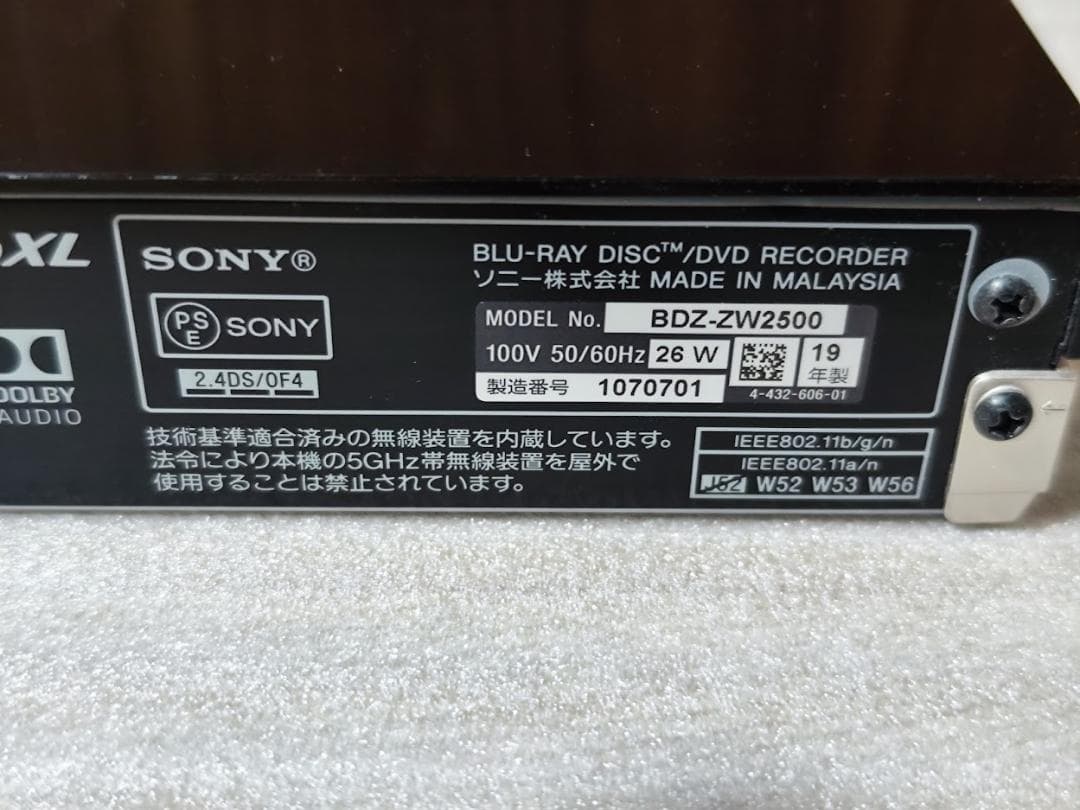 XL
DOLBY
AUDIO
SONY®
PSE SONY
2.4DS/OF4
BLU-RAY DISC™/DVD RECORDER
ソニー株式会社 MADE IN MALAYSIA
MODEL No. BDZ-ZW2500
100V 50/60Hz 26 W
製造番号 1070701
19
年製
4-432-606-01
技術基準適合済みの無線装置を内蔵しています。
法令により本機の5GHz帯無線装置を屋外で
使用することは禁止されています。
IEEE802.11b/g/n
IEEE802.11a/n
J52 W52 W53 W56